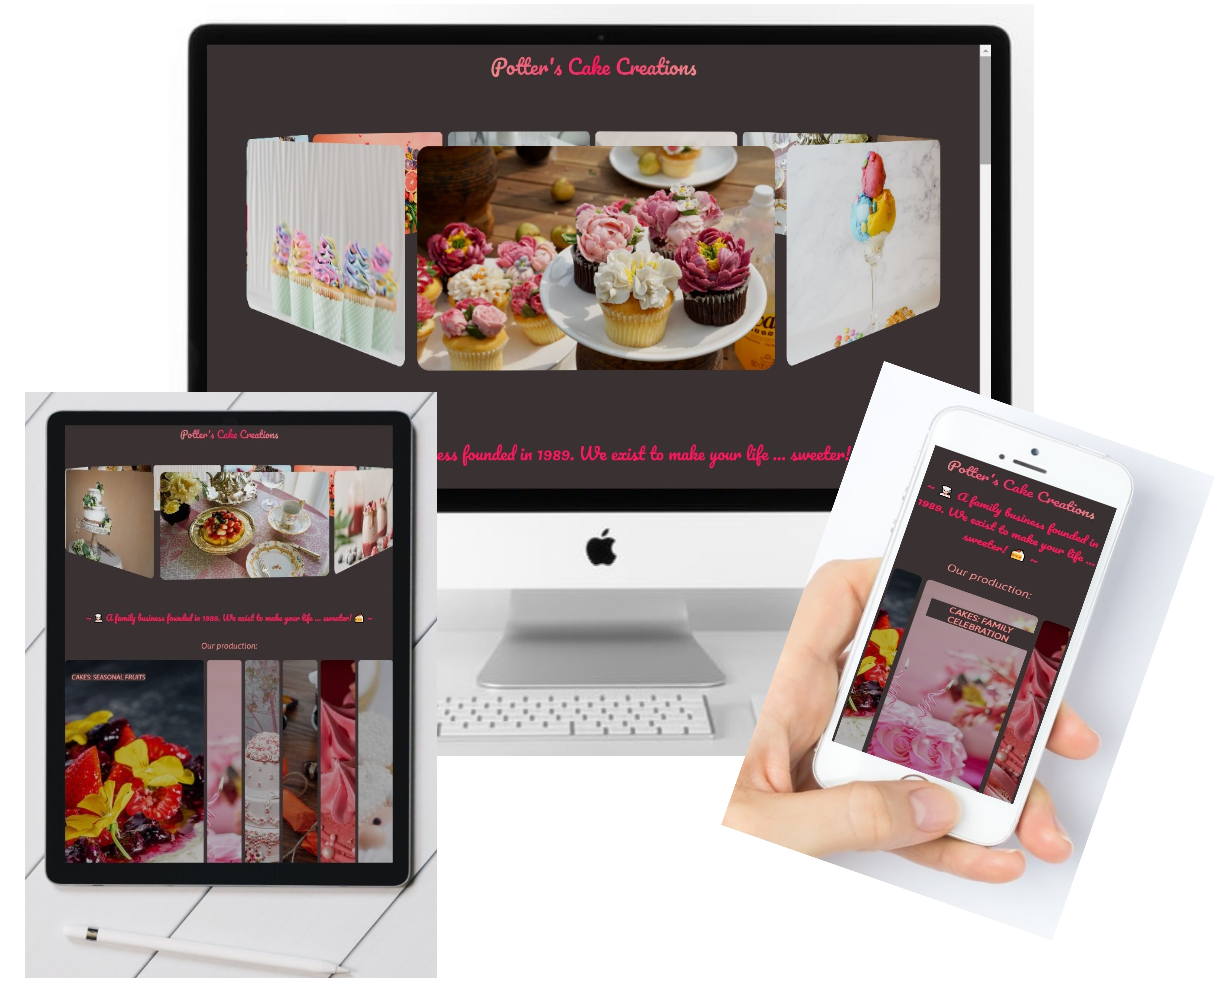 Potter's Cake Creations
ess founded in 1989. We exist to make your life ... sweeter!
Potter's Cake Creations
~ 👨‍🍳 A family business founded in 1989. We exist to make your life ... sweeter! 🍰 ~
Our production:
CAKES: SEASONAL FRUITS
Potter's Cake Creations
~ 👨‍🍳 A family business founded in
1989. We exist to make your life ...
sweeter! 🍰 ~
Our production:
CAKES: FAMILY
CELEBRATION